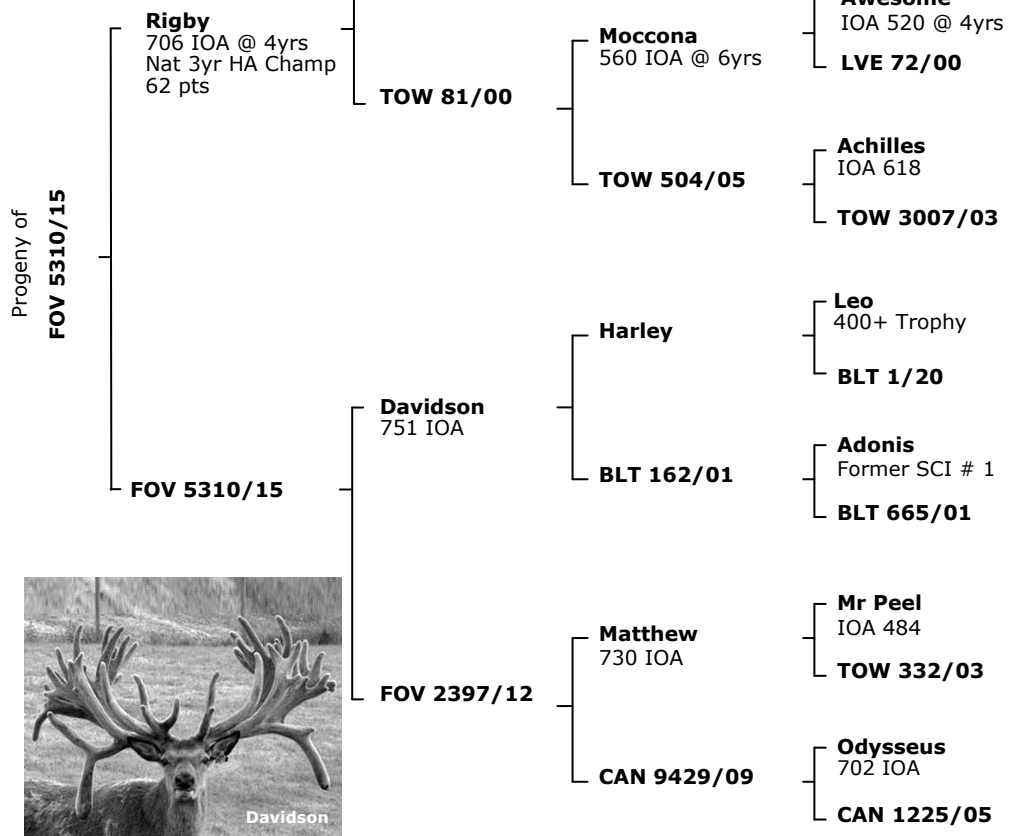 Awesome
IOA 520 @ 4yrs
LVE 72/00
Rigby
706 IOA @ 4yrs
Nat 3yr HA Champ
62 pts
Moccona
560 IOA @ 6yrs
TOW 81/00
TOW 504/05
Achilles
IOA 618
TOW 3007/03
Progeny of
FOV 5310/15
Leo
400+ Trophy
BLT 1/20
Harley
Davidson
751 IOA
BLT 162/01
Adonis
Former SCI # 1
BLT 665/01
FOV 5310/15
Mr Peel
IOA 484
TOW 332/03
Matthew
730 IOA
FOV 2397/12
CAN 9429/09
Odysseus
702 IOA
CAN 1225/05
Davidson